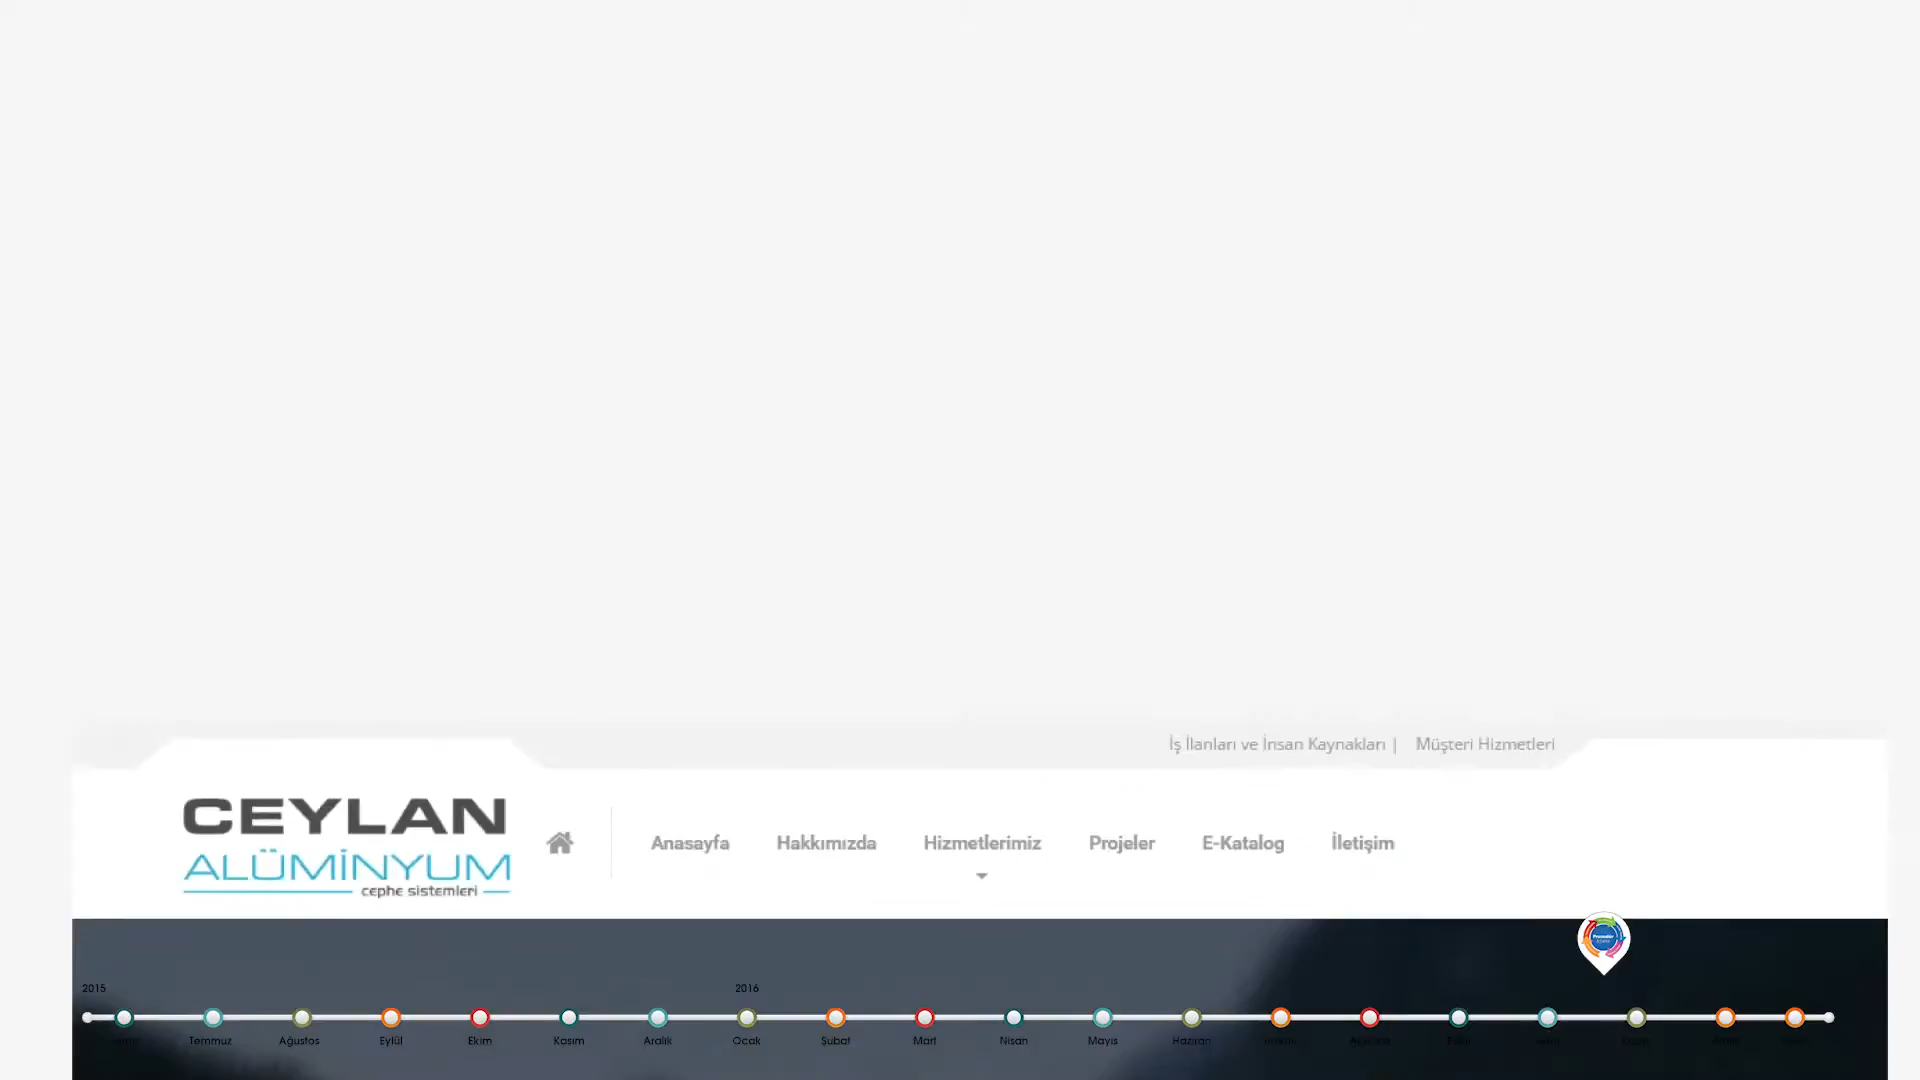 İş İlanları ve İnsan Kaynakları |
Müşteri Hizmetleri
CEYLAN
ALÜMİNYUM
cephe sistemleri
Anasayfa
Hakkımızda
Hizmetlerimiz
Projeler
E-Katalog
İletişim
2015
2016
Temmuz
Ağustos
Eylül
Ekim
Kasım
Aralık
Ocak
Şubat
Mart
Nisan
Mayıs
Haziran